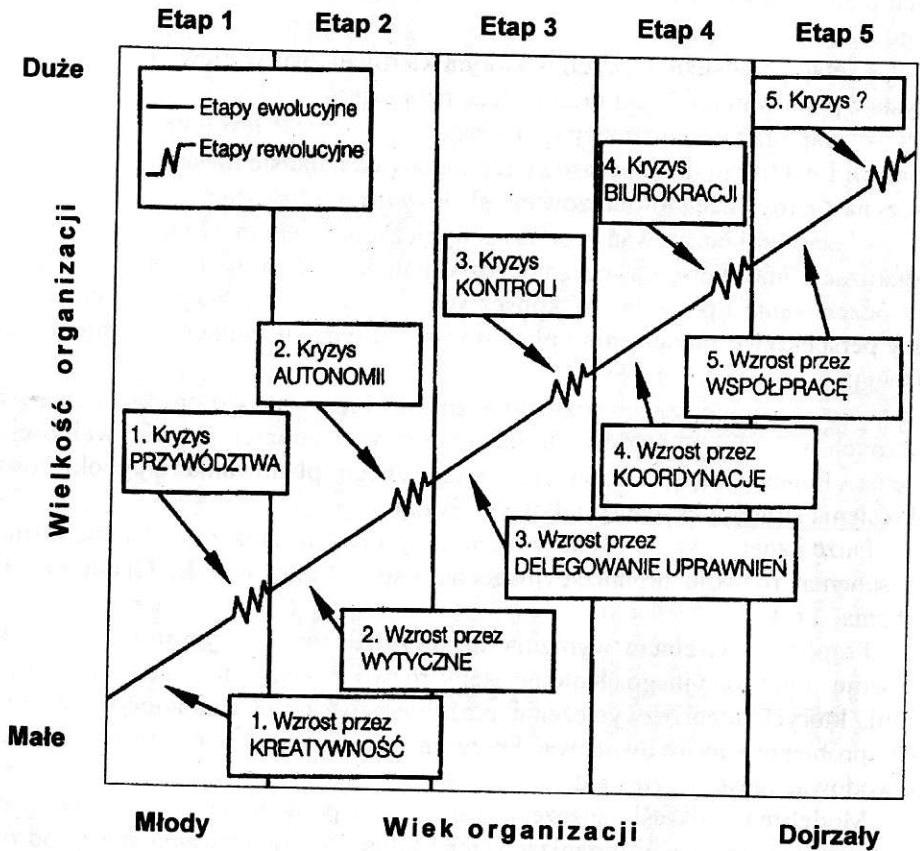 Etap 1 Etap 2 Etap 3 Etap 4 Etap 5
Duże
Etapy ewolucyjne
Etapy rewolucyjne
5. Kryzys ?
4. Kryzys
BIUROKRACJI
3. Kryzys
KONTROLI
2. Kryzys
AUTONOMII
1. Kryzys
PRZYWÓDZTWA
5. Wzrost przez
WSPÓŁPRACĘ
4. Wzrost przez
KOORDYNACJĘ
3. Wzrost przez
DELEGOWANIE UPRAWNIEŃ
2. Wzrost przez
WYTYCZNE
1. Wzrost przez
KREATYWNOŚĆ
Wielkość organizacji
Małe
Młody Wiek organizacji Dojrzały